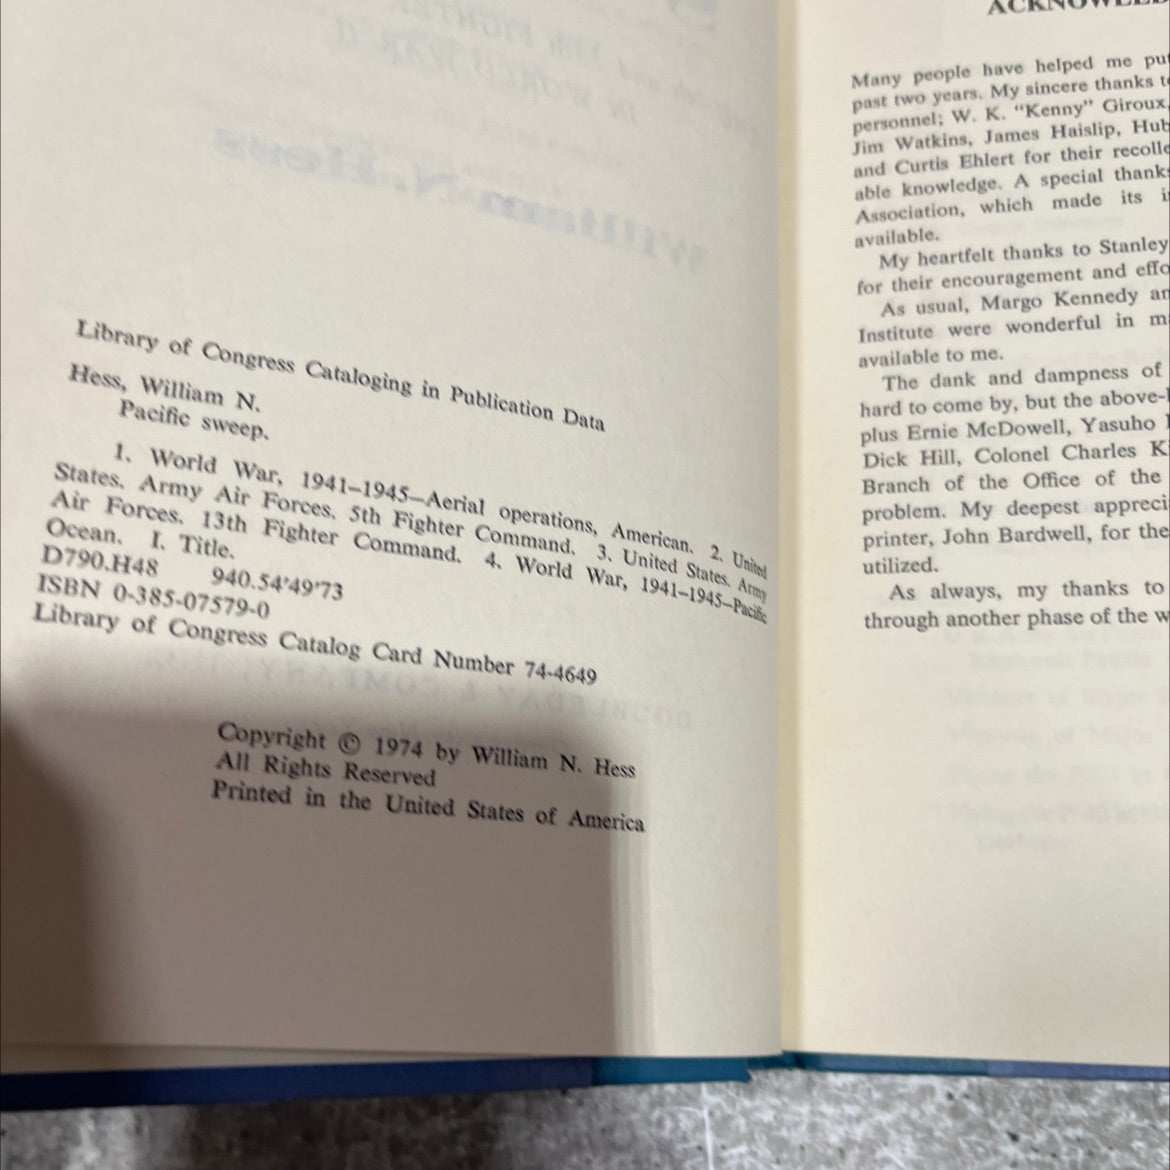 Library of Congress Cataloging in Publication Data
Hess, William N.
Pacific sweep.
1. World War, 1941–1945–Aerial operations, American. 2. United
States. Army Air Forces. 5th Fighter Command. 3. United States. Army
Air Forces. 13th Fighter Command. 4. World War, 1941–1945–Pacific
Ocean. I. Title.
D790.H48 940.54'49'73
ISBN 0-385-07579-0
Library of Congress Catalog Card Number 74-4649
Copyright © 1974 by William N. Hess
All Rights Reserved
Printed in the United States of America
Many people have helped me
past two years. My sincere thanks
personnel; W. K. "Kenny" Giroux,
Jim Watkins, James Haislip,
and Curtis Ehlert for their
able knowledge. A special
Association, which made its
available.
My heartfelt thanks to Stanley
for their encouragement and
As usual, Margo Kennedy
Institute were wonderful in
available to me.
The dank and dampness of
hard to come by, but the
plus Ernie McDowell, Yasuho
Dick Hill, Colonel Charles
Branch of the Office of the
problem. My deepest
printer, John Bardwell, for the
utilized.
As always, my thanks to
through another phase of the